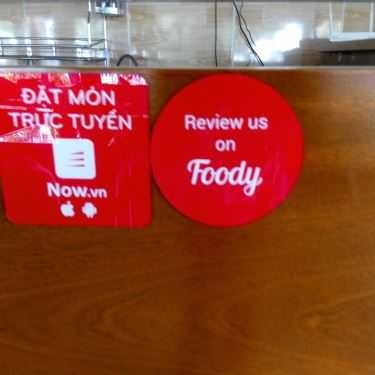 ĐẶT MÓN
TRỰC TUYẾN
Now.vn
Review us
on
Foody